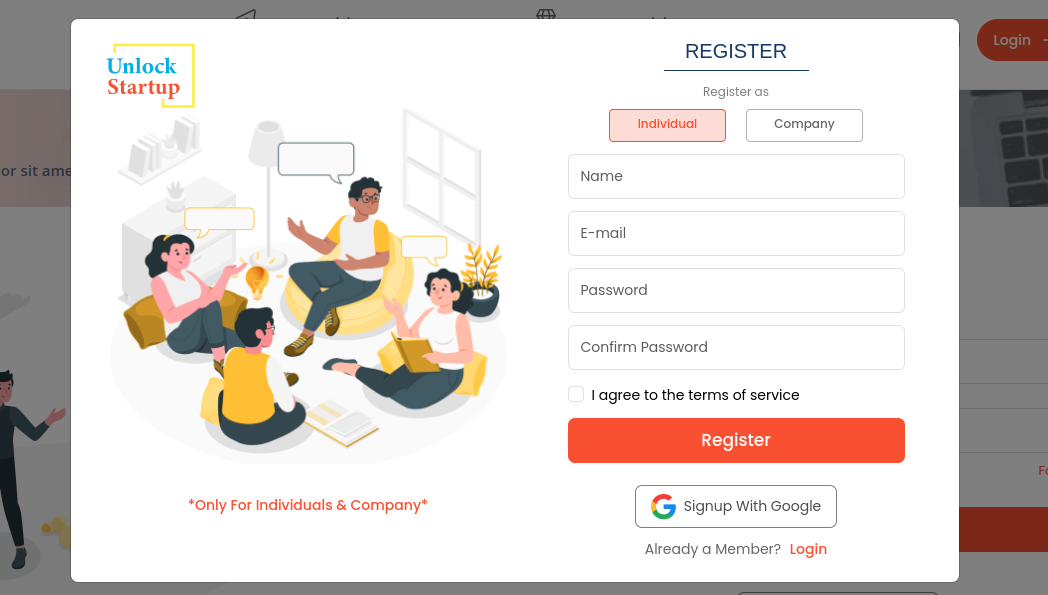 Login
or sit ame
Unlock
Startup
REGISTER
Register as
Individual
Company
Name
E-mail
Password
Confirm Password
I agree to the terms of service
Register
*Only For Individuals & Company*
Signup With Google
Already a Member? Login